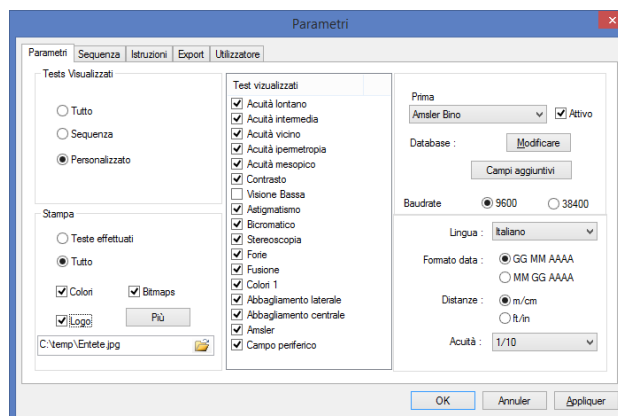 Parametri
Parametri Sequenza Istruzioni Export Utilizzatore
Tests Visualizzati
Tutto
Sequenza
Personalizzato
Stampa
Teste effettuati
Tutto
Colori Bitmaps
Logo Più
C:\temp\Entete.jpg
Test vizualizzati
Acuità lontano
Acuità intermedia
Acuità vicino
Acuità ipermetropia
Acuità mesopico
Contrasto
Visione Bassa
Astigmatismo
Bicromatico
Stereoscopia
Forie
Fusione
Colori 1
Abbagliamento laterale
Abbagliamento centrale
Amsler
Campo periferico
Prima
Amsler Bino Attivo
Database : Modificare
Campi aggiuntivi
Baudrate 9600 38400
Lingua : Italiano
Formato data : GG MM AAAA
MM GG AAAA
Distanze : m/cm
ft/in
Acuità : 1/10
OK Annuler Appliquer